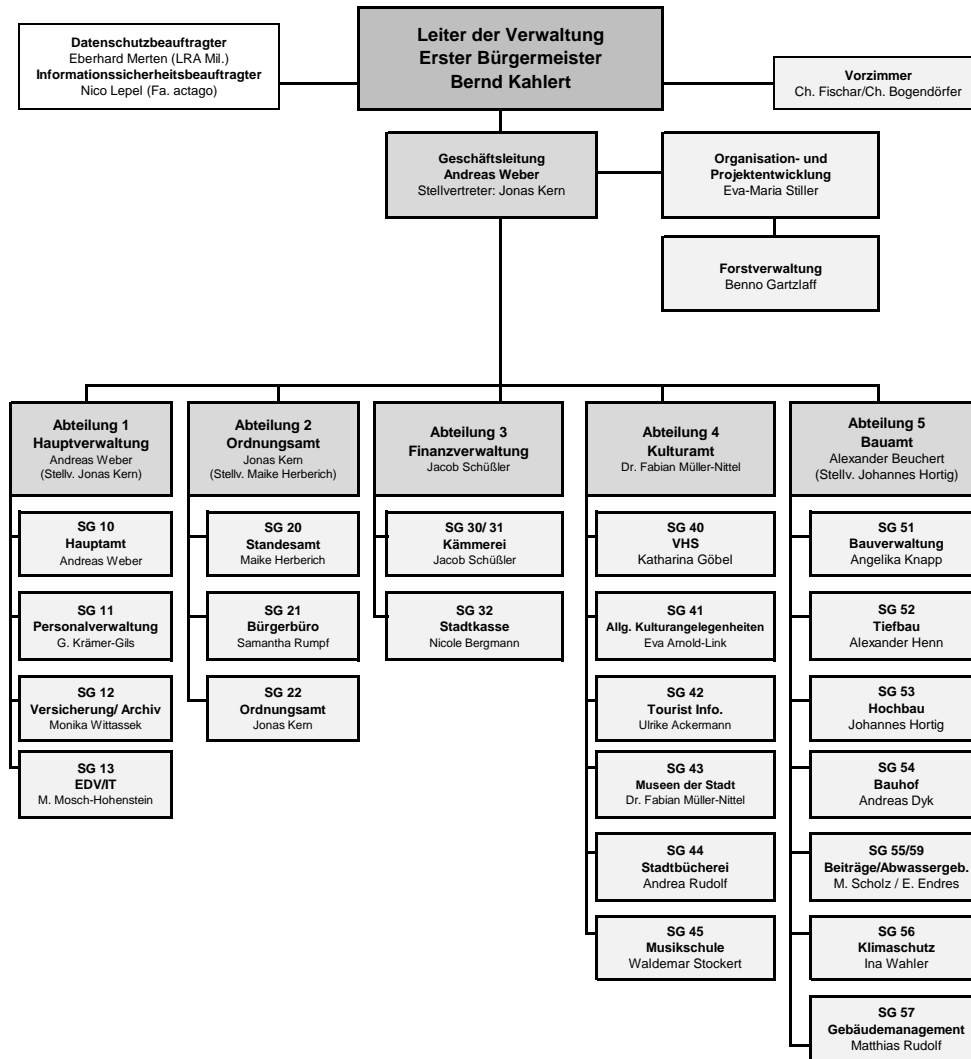 Leiter der Verwaltung
Erster Bürgermeister
Bernd Kahlert
Datenschutzbeauftragter
Eberhard Merten (LRA Mil.)
Informationssicherheitsbeauftragter
Nico Lepel (Fa. actago)
Vorzimmer
Ch. Fischar/Ch. Bogendörfer
Geschäftsleitung
Andreas Weber
Stellvertreter: Jonas Kern
Organisation- und
Projektentwicklung
Eva-Maria Stiller
Forstverwaltung
Benno Gartzlaff
Abteilung 1
Hauptverwaltung
Andreas Weber
(Stellv. Jonas Kern)
SG 10
Hauptamt
Andreas Weber
SG 11
Personalverwaltung
G. Krämer-Gils
SG 12
Versicherung/ Archiv
Monika Wittassek
SG 13
EDV/IT
M. Mosch-Hohenstein
Abteilung 2
Ordnungsamt
Jonas Kern
(Stellv. Maike Herberich)
SG 20
Standesamt
Maike Herberich
SG 21
Bürgerbüro
Samantha Rumpf
SG 22
Ordnungsamt
Jonas Kern
Abteilung 3
Finanzverwaltung
Jacob Schüßler
SG 30/ 31
Kämmerei
Jacob Schüßler
SG 32
Stadtkasse
Nicole Bergmann
Abteilung 4
Kulturamt
Dr. Fabian Müller-Nittel
SG 40
VHS
Katharina Göbel
SG 41
Allg. Kulturangelegenheiten
Eva Arnold-Link
SG 42
Tourist Info.
Ulrike Ackermann
SG 43
Museen der Stadt
Dr. Fabian Müller-Nittel
SG 44
Stadtbücherei
Andrea Rudolf
SG 45
Musikschule
Waldemar Stockert
Abteilung 5
Bauamt
Alexander Beuchert
(Stellv. Johannes Hortig)
SG 51
Bauverwaltung
Angelika Knapp
SG 52
Tiefbau
Alexander Henn
SG 53
Hochbau
Johannes Hortig
SG 54
Bauhof
Andreas Dyk
SG 55/59
Beiträge/Abwassergeb.
M. Scholz / E. Endres
SG 56
Klimaschutz
Ina Wahler
SG 57
Gebäudemanagement
Matthias Rudolf